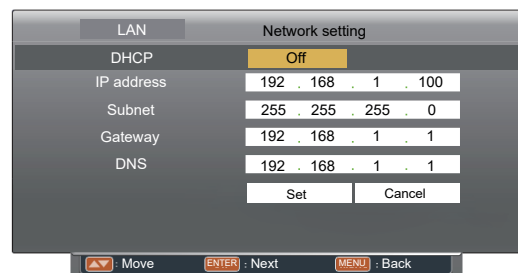 LAN Network setting
DHCP Off
IP address 192 . 168 . 1 . 100
Subnet 255 . 255 . 255 . 0
Gateway 192 . 168 . 1 . 1
DNS 192 . 168 . 1 . 1
Set Cancel
▲▼ : Move ENTER : Next MENU : Back